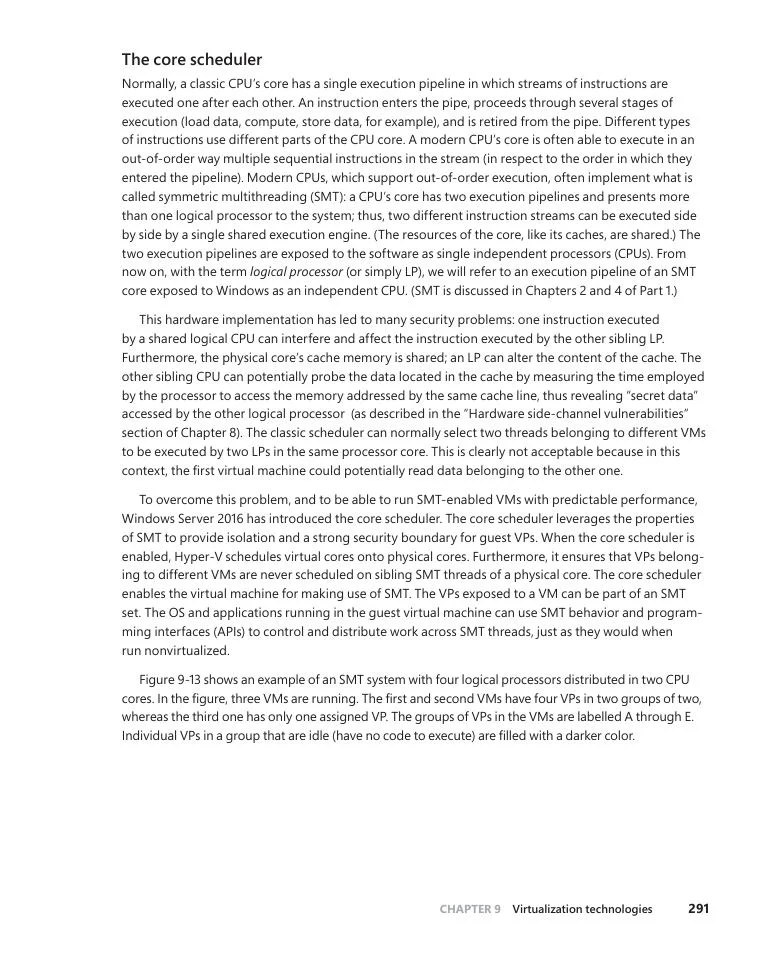 The core scheduler
Normally, a classic CPU's core has a single execution pipeline in which streams of instructions are
executed one after each other. An instruction enters the pipe, proceeds through several stages of
execution (load data, compute, store data, for example), and is retired from the pipe. Different types
of instructions use different parts of the CPU core. A modern CPU's core is often able to execute in an
out-of-order way multiple sequential instructions in the stream (in respect to the order in which they
entered the pipeline). Modern CPUs, which support out-of-order execution, often implement what is
called symmetric multithreading (SMT): a CPU's core has two execution pipelines and presents more
than one logical processor to the system; thus, two different instruction streams can be executed side
by side by a single shared execution engine. (The resources of the core, like its caches, are shared.) The
two execution pipelines are exposed to the software as single independent processors (CPUs). From
now on, with the term logical processor (or simply LP), we will refer to an execution pipeline of an SMT
core exposed to Windows as an independent CPU. (SMT is discussed in Chapters 2 and 4 of Part 1.)
This hardware implementation has led to many security problems: one instruction executed
by a shared logical CPU can interfere and affect the instruction executed by the other sibling LP.
Furthermore, the physical core's cache memory is shared; an LP can alter the content of the cache. The
other sibling CPU can potentially probe the data located in the cache by measuring the time employed
by the processor to access the memory addressed by the same cache line, thus revealing "secret data"
accessed by the other logical processor (as described in the "Hardware side-channel vulnerabilities"
section of Chapter 8). The classic scheduler can normally select two threads belonging to different VMs
to be executed by two LPs in the same processor core. This is clearly not acceptable because in this
context, the first virtual machine could potentially read data belonging to the other one.
To overcome this problem, and to be able to run SMT-enabled VMs with predictable performance,
Windows Server 2016 has introduced the core scheduler. The core scheduler leverages the properties
of SMT to provide isolation and a strong security boundary for guest VPs. When the core scheduler is
enabled, Hyper-V schedules virtual cores onto physical cores. Furthermore, it ensures that VPs belong-
ing to different VMs are never scheduled on sibling SMT threads of a physical core. The core scheduler
enables the virtual machine for making use of SMT. The VPs exposed to a VM can be part of an SMT
set. The OS and applications running in the guest virtual machine can use SMT behavior and program-
ming interfaces (APIs) to control and distribute work across SMT threads, just as they would when
run nonvirtualized.
Figure 9-13 shows an example of an SMT system with four logical processors distributed in two CPU
cores. In the figure, three VMs are running. The first and second VMs have four VPs in two groups of two,
whereas the third one has only one assigned VP. The groups of VPs in the VMs are labelled A through E.
Individual VPs in a group that are idle (have no code to execute) are filled with a darker color.
CHAPTER 9 Virtualization technologies 291